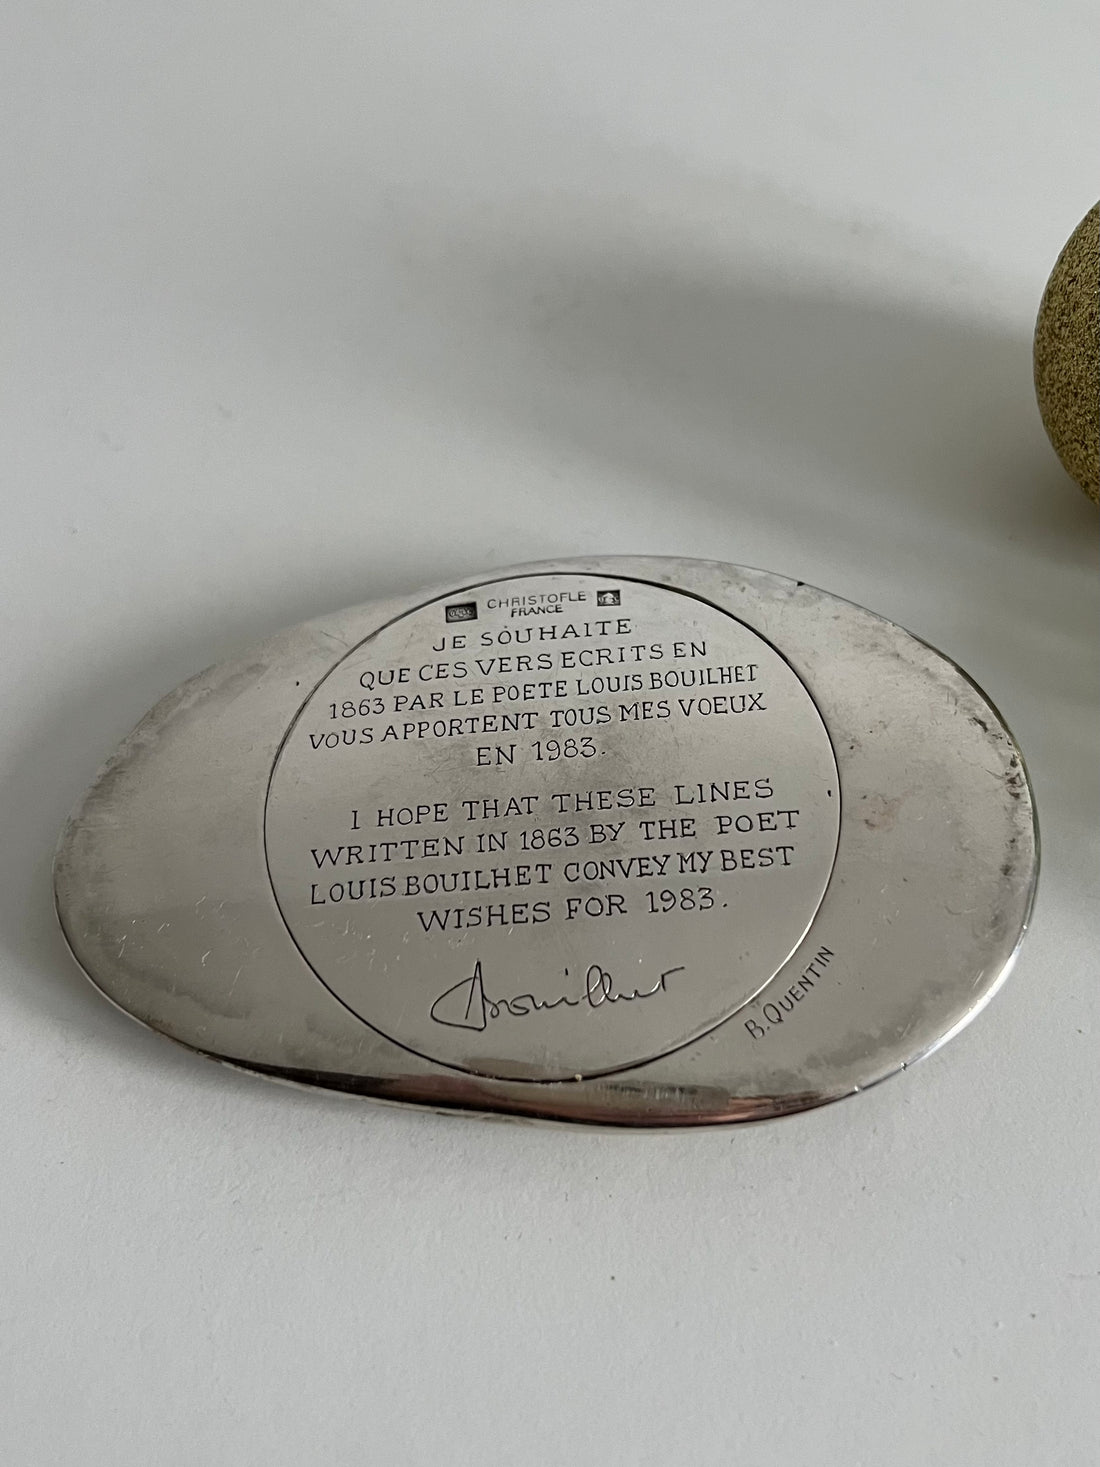 CHRISTOFLE
FRANCE
JE SOUHAITE
QUE CES VERS ECRITS EN
1863 PAR LE POETE LOUIS BOUILHET
VOUS APPORTENT TOUS MES VOEUX
EN 1983.
I HOPE THAT THESE LINES
WRITTEN IN 1863 BY THE POET
LOUIS BOUILHET CONVEY MY BEST
WISHES FOR 1983.
B. QUENTIN